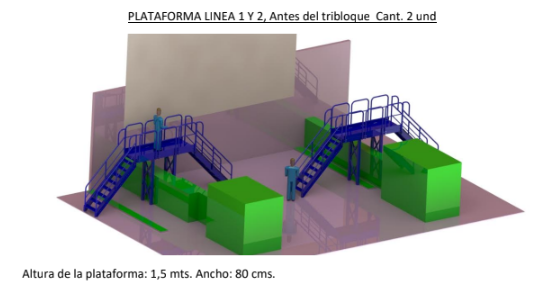 PLATAFORMA LINEA 1 Y 2, Antes del tribloque Cant. 2 und
Altura de la plataforma: 1,5 mts. Ancho: 80 cms.